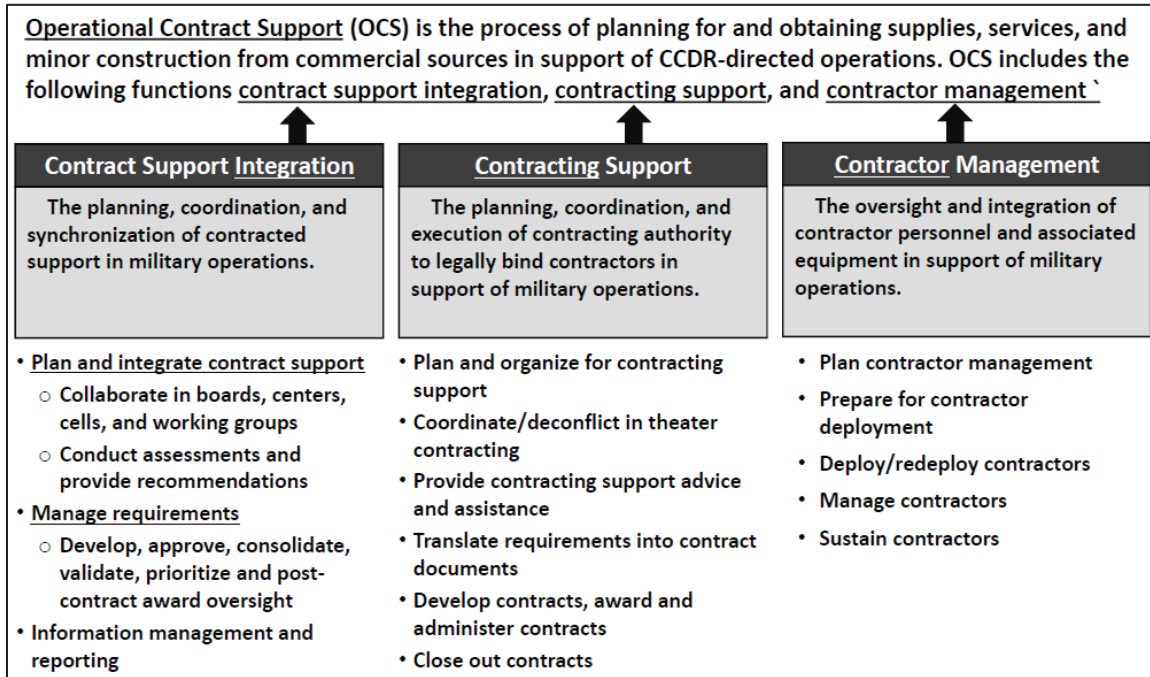 Operational Contract Support (OCS) is the process of planning for and obtaining supplies, services, and
minor construction from commercial sources in support of CCDR-directed operations. OCS includes the
following functions contract support integration, contracting support, and contractor management `
Contract Support Integration
The planning, coordination, and
synchronization of contracted
support in military operations.
• Plan and integrate contract support
o Collaborate in boards, centers,
cells, and working groups
o Conduct assessments and
provide recommendations
• Manage requirements
o Develop, approve, consolidate,
validate, prioritize and post-
contract award oversight
• Information management and
reporting
Contracting Support
The planning, coordination, and
execution of contracting authority
to legally bind contractors in
support of military operations.
• Plan and organize for contracting
support
• Coordinate/deconflict in theater
contracting
• Provide contracting support advice
and assistance
• Translate requirements into contract
documents
• Develop contracts, award and
administer contracts
• Close out contracts
Contractor Management
The oversight and integration of
contractor personnel and associated
equipment in support of military
operations.
• Plan contractor management
• Prepare for contractor
deployment
• Deploy/redeploy contractors
• Manage contractors
• Sustain contractors